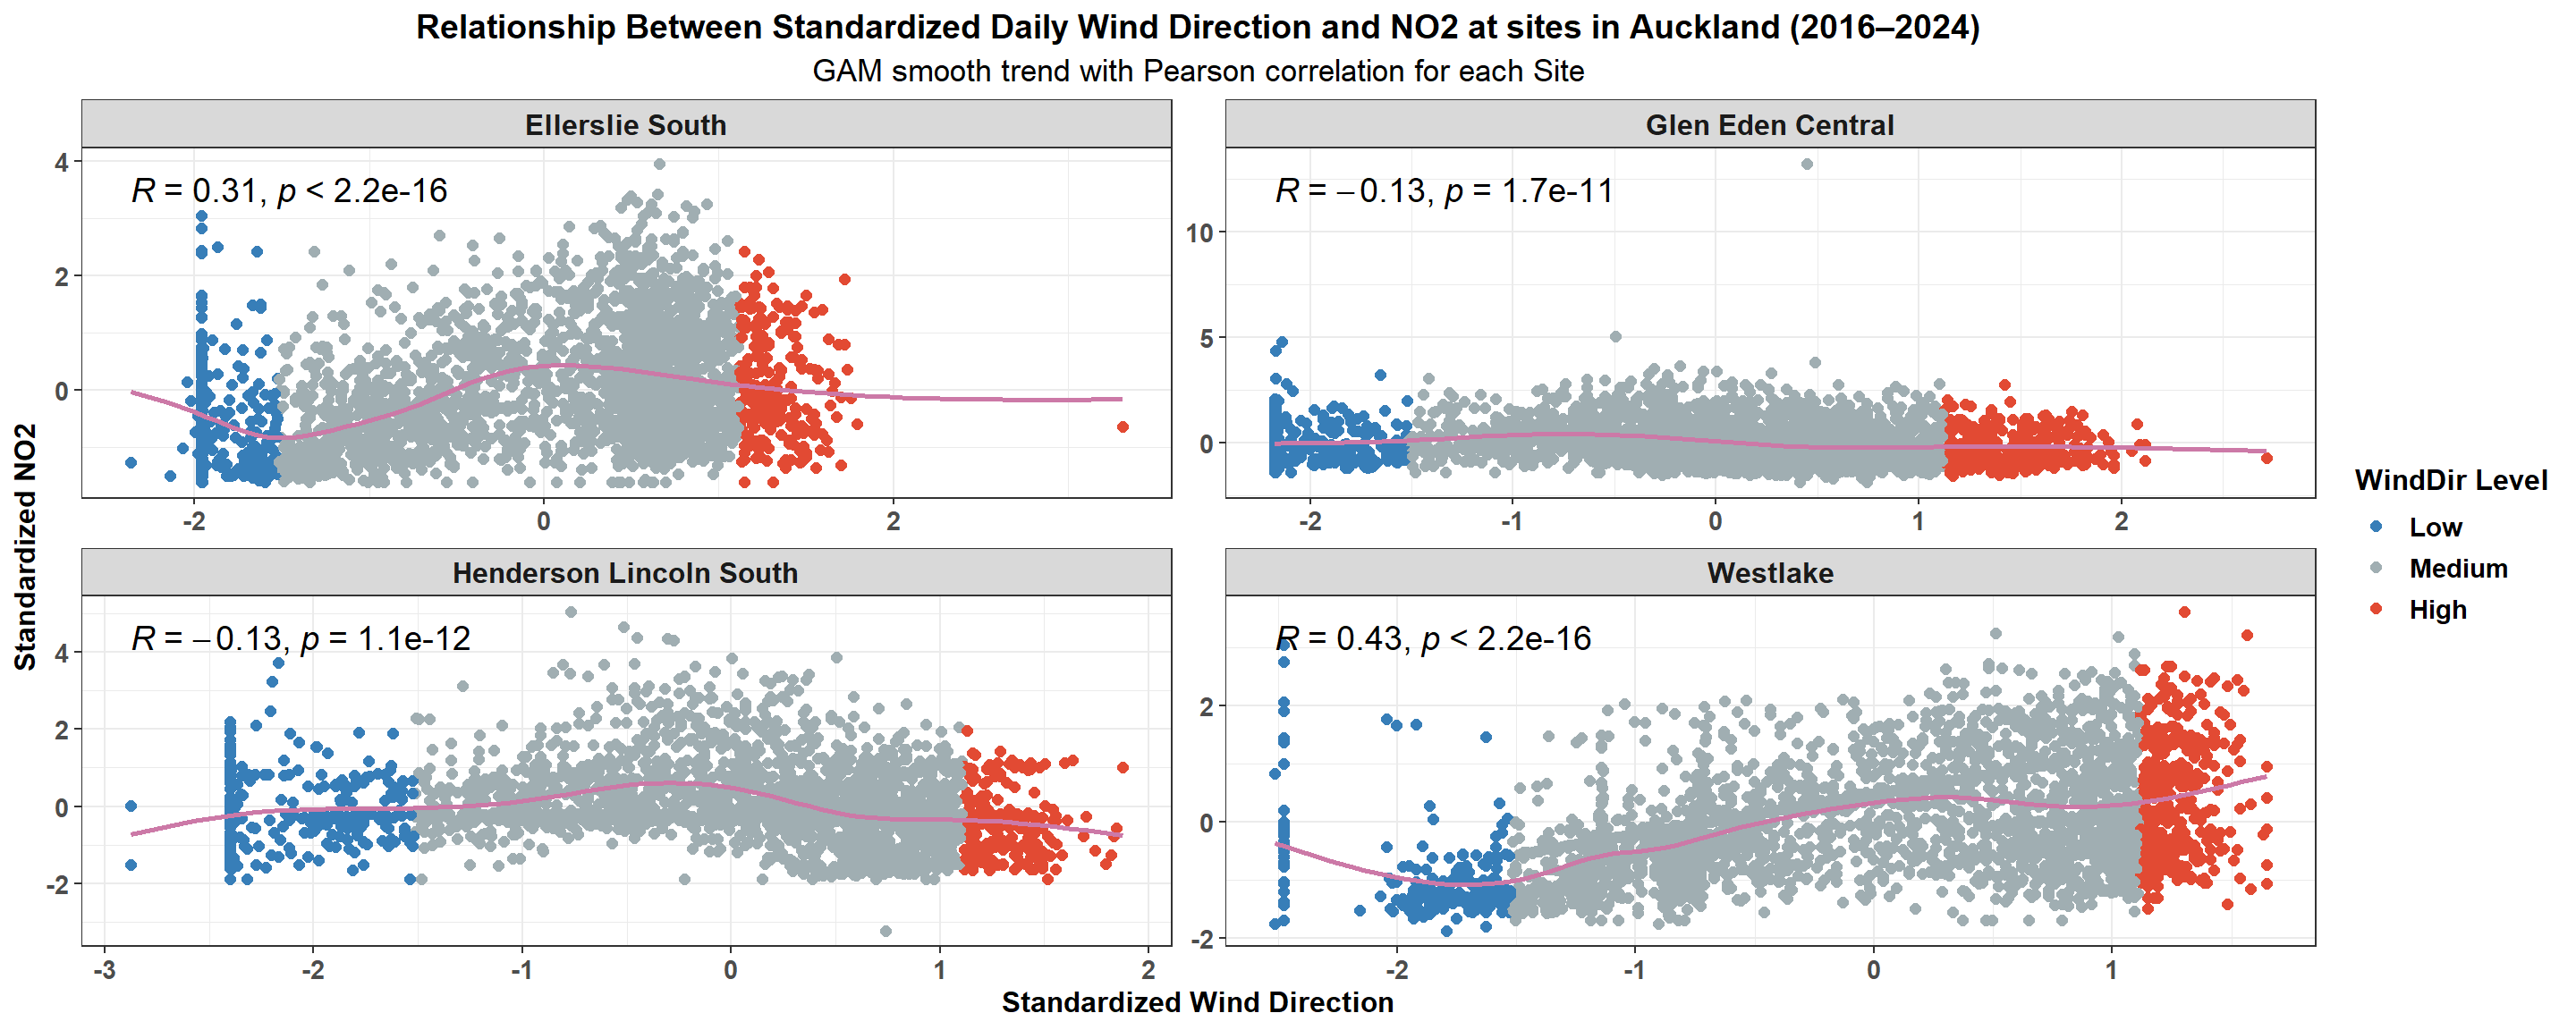 Relationship Between Standardized Daily Wind Direction and NO2 at sites in Auckland (2016–2024)
GAM smooth trend with Pearson correlation for each Site
Ellerslie South
R = 0.31, p < 2.2e-16
4
2
0
-2
0
2
Glen Eden Central
R = −0.13, p = 1.7e-11
10
5
0
-2
-1
0
1
2
Henderson Lincoln South
R = −0.13, p = 1.1e-12
4
2
0
-2
-3
-2
-1
0
1
2
Westlake
R = 0.43, p < 2.2e-16
2
0
-2
-2
-1
0
1
Standardized NO2
Standardized Wind Direction
WindDir Level
Low
Medium
High